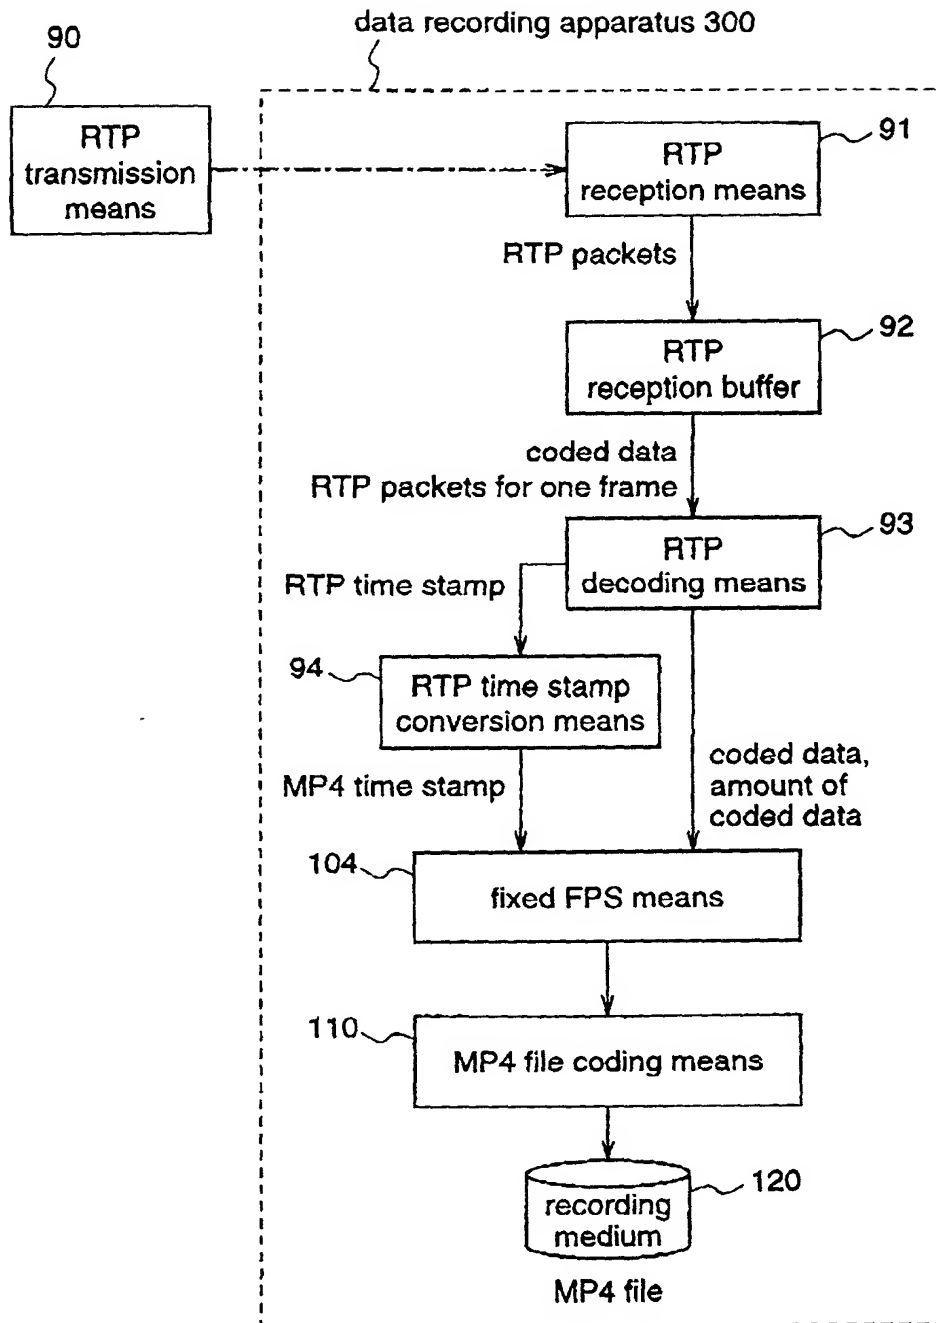 data recording apparatus 300
90
RTP
transmission
means
91
RTP
reception means
RTP packets
92
RTP
reception buffer
coded data
RTP packets for one frame
93
RTP
decoding means
RTP time stamp
94
RTP time stamp
conversion means
MP4 time stamp
coded data,
amount of
coded data
104
fixed FPS means
110
MP4 file coding means
120
recording
medium
MP4 file